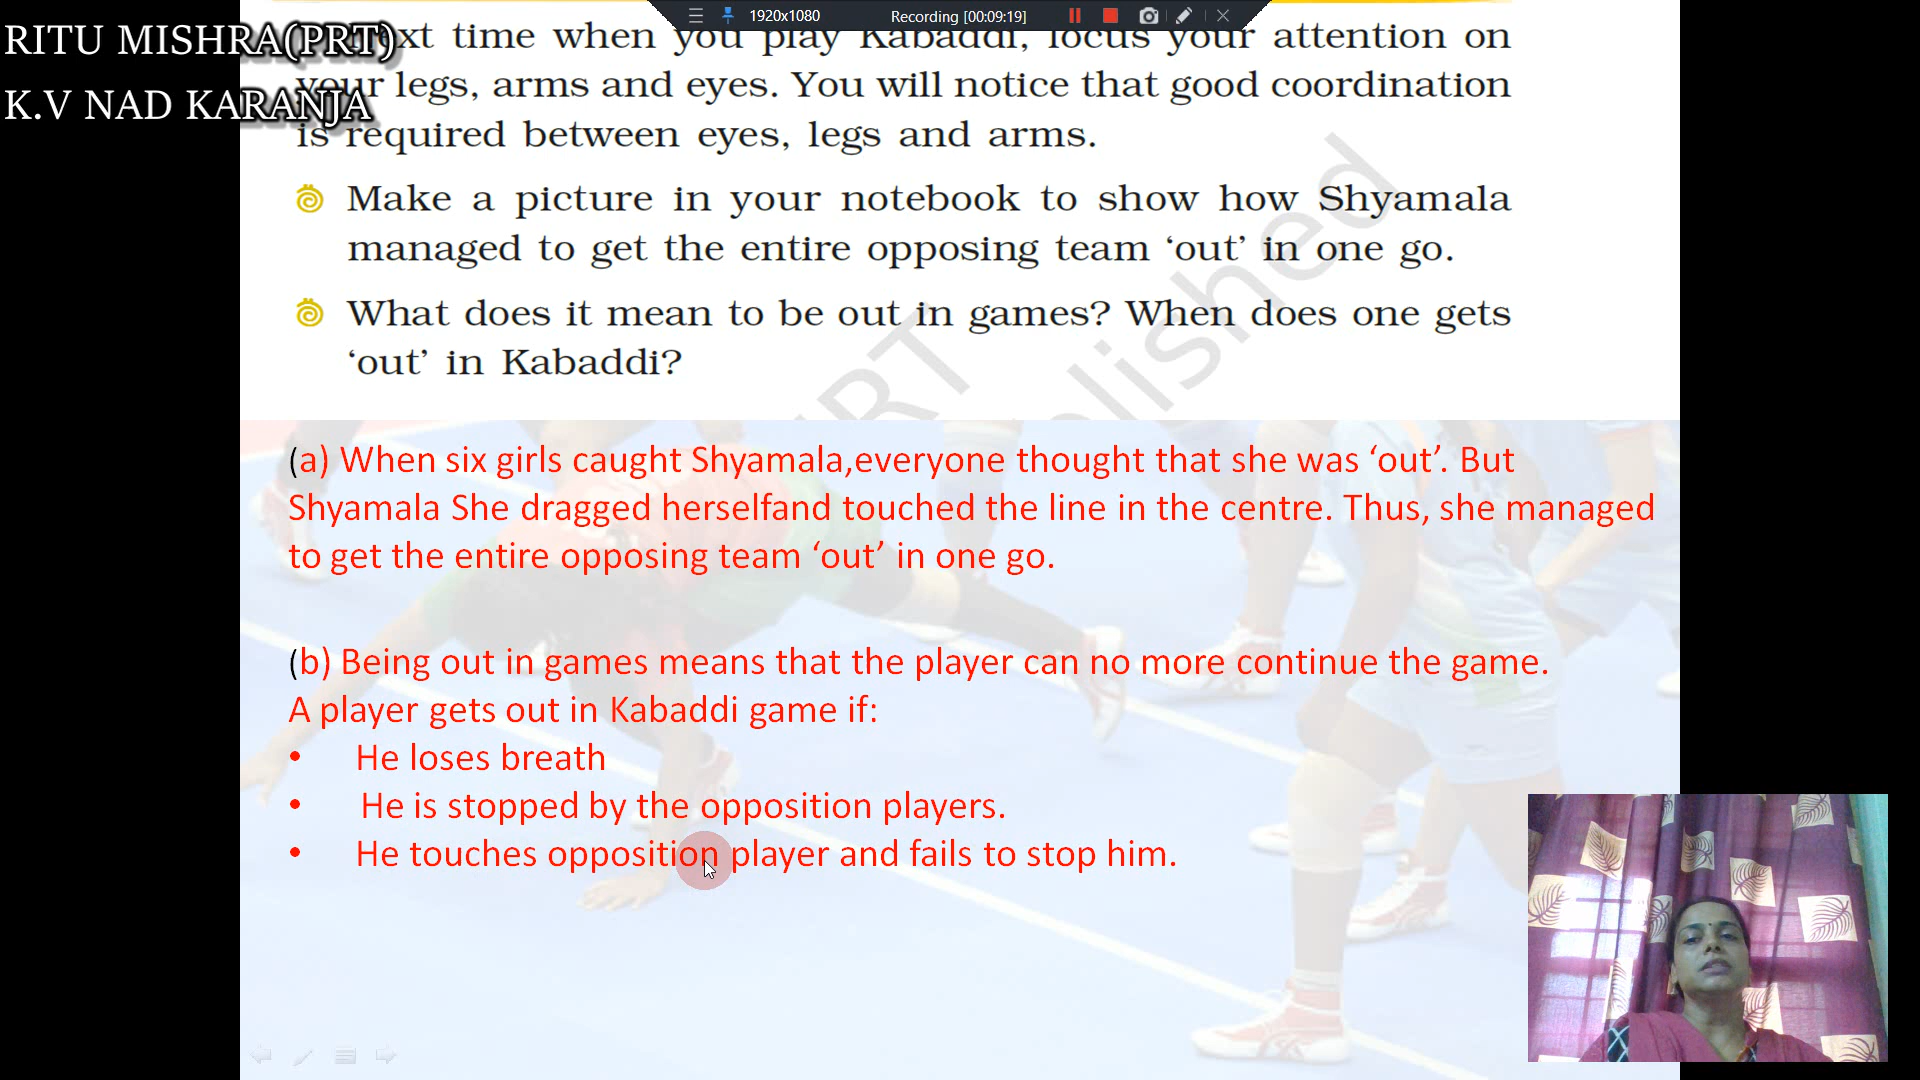 1920x1080 Recording [00:09:19]
RITU MISHRA(PRT)
K.V NAD KARANJA
time when you play Kabaddi, focus your attention on
your legs, arms and eyes. You will notice that good coordination
is required between eyes, legs and arms.
Make a picture in your notebook to show how Shyamala
managed to get the entire opposing team ‘out’ in one go.
What does it mean to be out in games? When does one gets
‘out’ in Kabaddi?
(a) When six girls caught Shyamala,everyone thought that she was ‘out’. But
Shyamala She dragged herselfand touched the line in the centre. Thus, she managed
to get the entire opposing team ‘out’ in one go.
(b) Being out in games means that the player can no more continue the game.
A player gets out in Kabaddi game if:
• He loses breath
• He is stopped by the opposition players.
• He touches opposition player and fails to stop him.